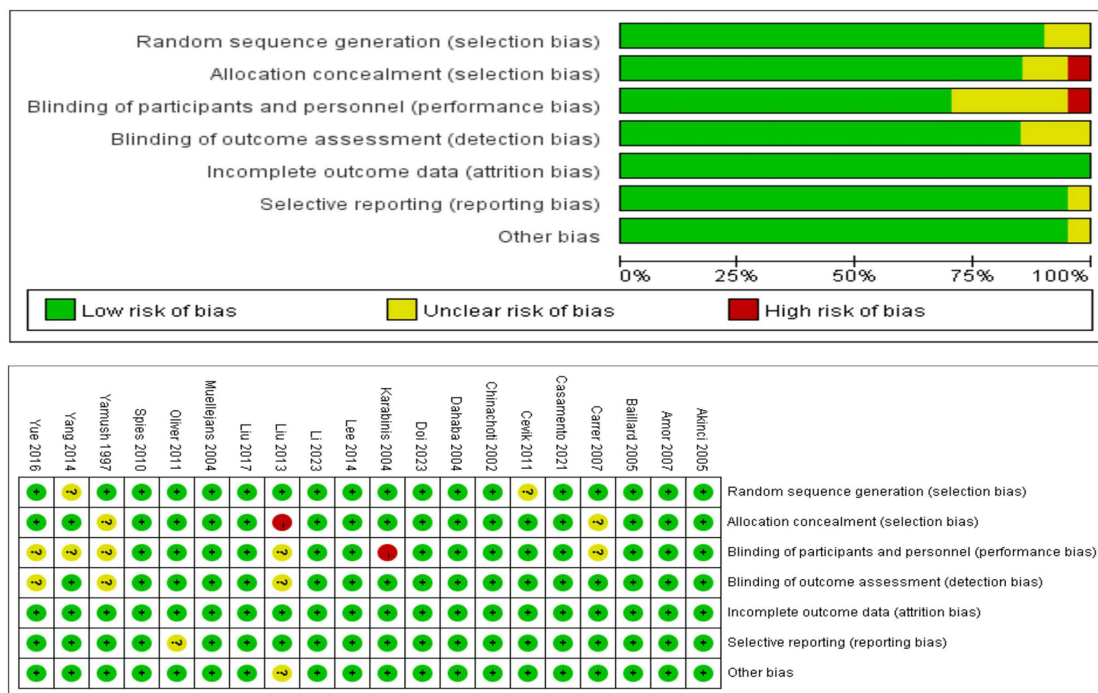 Random sequence generation (selection bias)
Allocation concealment (selection bias)
Blinding of participants and personnel (performance bias)
Blinding of outcome assessment (detection bias)
Incomplete outcome data (attrition bias)
Selective reporting (reporting bias)
Other bias
0% 25% 50% 75% 100%
Low risk of bias Unclear risk of bias High risk of bias
Yue 2016
Yang 2014
Yamush 1997
Spies 2010
Oliver 2011
Muellejans 2004
Liu 2017
Liu 2013
Li 2023
Lee 2014
Karabinis 2004
Doi 2023
Dahaba 2004
Chinachoti 2002
Cevik 2011
Casamento 2021
Carrer 2007
Baillard 2005
Amor 2007
Akinci 2005
+ ? + + + + + + + + + + + + ? + + + + + Random sequence generation (selection bias)
+ + ? + + + + - + + + + + + + + ? + + + Allocation concealment (selection bias)
? ? ? + + + + ? + + - + + + + + ? + + + Blinding of participants and personnel (performance bias)
? + ? + + + + ? + + + + + + + + + + + + Blinding of outcome assessment (detection bias)
+ + + + + + + + + + + + + + + + + + + + Incomplete outcome data (attrition bias)
+ + + + ? + + + + + + + + + + + + + + + Selective reporting (reporting bias)
+ + + + + + + ? + + + + + + + + + + + + Other bias